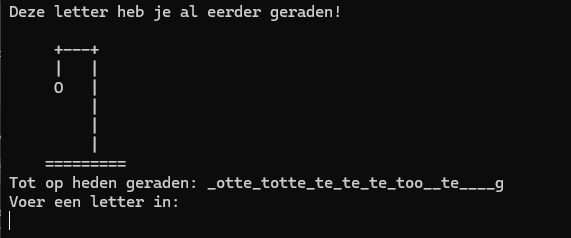 Deze letter heb je al eerder geraden!
+---+
|   |
O   |
|
|
|
=========
Tot op heden geraden: _otte_totte_te_te_te_too__te____g
Voer een letter in: